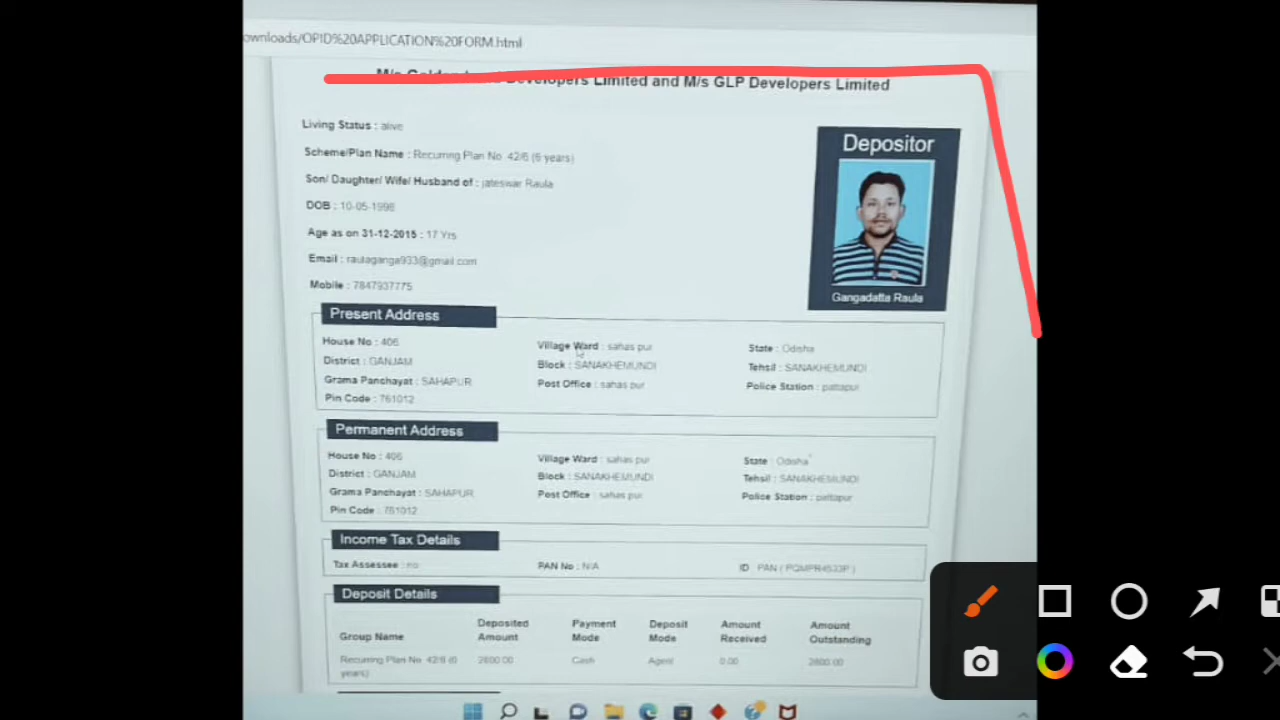 ownloads/OPID%20APPLICATION%20FORM.html
M/s Golden Developers Limited and M/s GLP Developers Limited
Living Status : alive
Scheme/Plan Name : Recurring Plan No 42/6 (6 years)
Son/ Daughter/ Wife/ Husband of : jateswar Raula
DOB : 10-05-1998
Age as on 31-12-2015 : 17 Yrs
Email : raulaganga933@gmail.com
Mobile : 7847937775
Depositor
Gangadatta Raula
Present Address
House No : 406
Village Ward : sahas pur
State : Odisha
District : GANJAM
Block : SANAKHEMUNDI
Tehsil : SANAKHEMUNDI
Grama Panchayat : SAHAPUR
Post Office : sahas pur
Police Station : pattapur
Pin Code : 761012
Permanent Address
House No : 406
Village Ward : sahas pur
State : Odisha
District : GANJAM
Block : SANAKHEMUNDI
Tehsil : SANAKHEMUNDI
Grama Panchayat : SAHAPUR
Post Office : sahas pur
Police Station : pattapur
Pin Code : 761012
Income Tax Details
Tax Assessee : no
PAN No : N/A
ID : PAN
Deposit Details
Group Name Deposited Amount Payment Mode Deposit Mode Amount Received Amount Outstanding
Recurring Plan No 42/6 (6 years) 2800.00 Cash Agent 0.00 2800.00